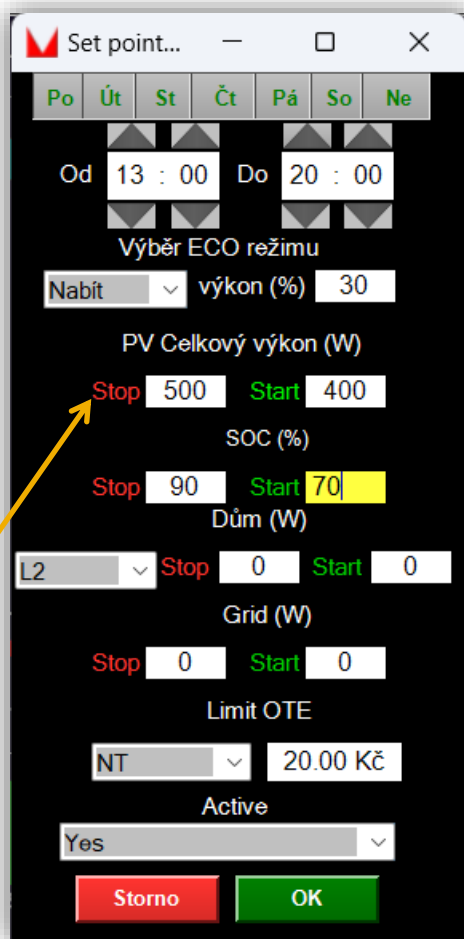 Set point...
Po Út St Čt Pá So Ne
Od 13 : 00 Do 20 : 00
Výběr ECO režimu
Nabít výkon (%) 30
PV Celkový výkon (W)
Stop 500 Start 400
SOC (%)
Stop 90 Start 70
Dům (W)
L2 Stop 0 Start 0
Grid (W)
Stop 0 Start 0
Limit OTE
NT 20.00 Kč
Active
Yes
Storno OK